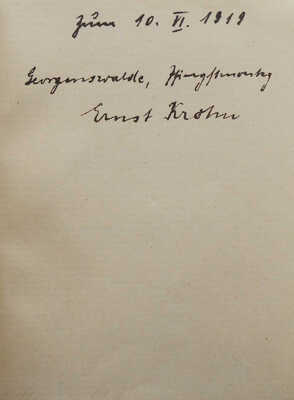 Zum 10. VI. 1919
Georgenswalde, Pfingstmontag
Ernst Krohn